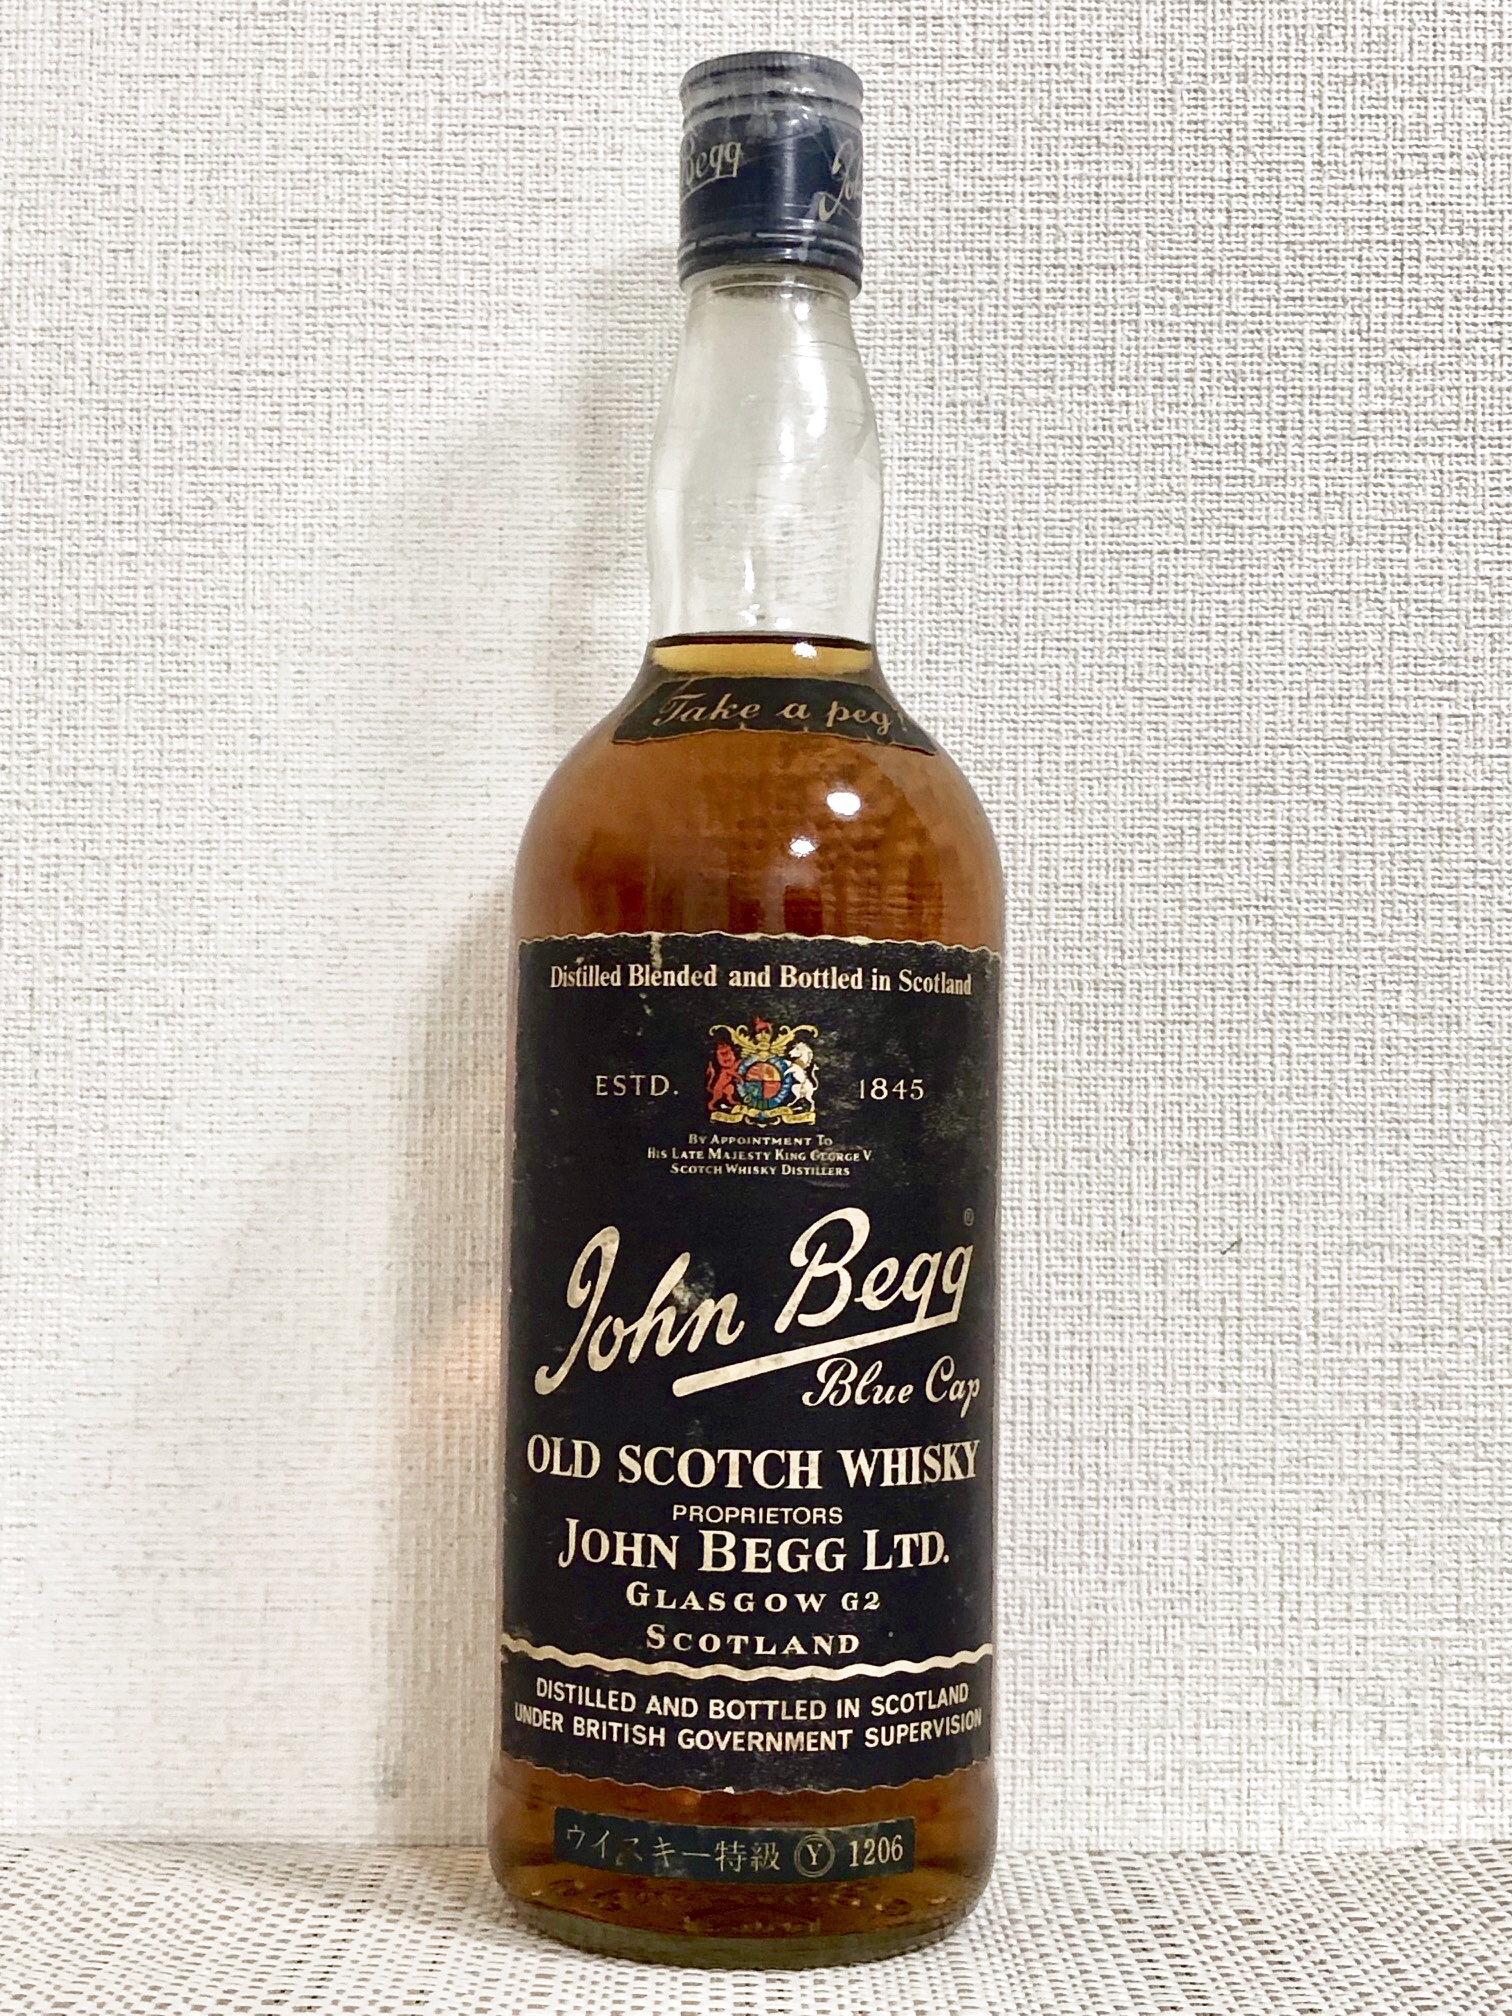 Begg
Take a peg!
Distilled Blended and Bottled in Scotland
ESTD. 1845
BY APPOINTMENT TO
HIS LATE MAJESTY KING GEORGE V
SCOTCH WHISKY DISTILLERS
John Begg ®
Blue Cap
OLD SCOTCH WHISKY
PROPRIETORS
JOHN BEGG LTD.
GLASGOW G2
SCOTLAND
DISTILLED AND BOTTLED IN SCOTLAND
UNDER BRITISH GOVERNMENT SUPERVISION
ウイスキー特級 Ⓨ 1206